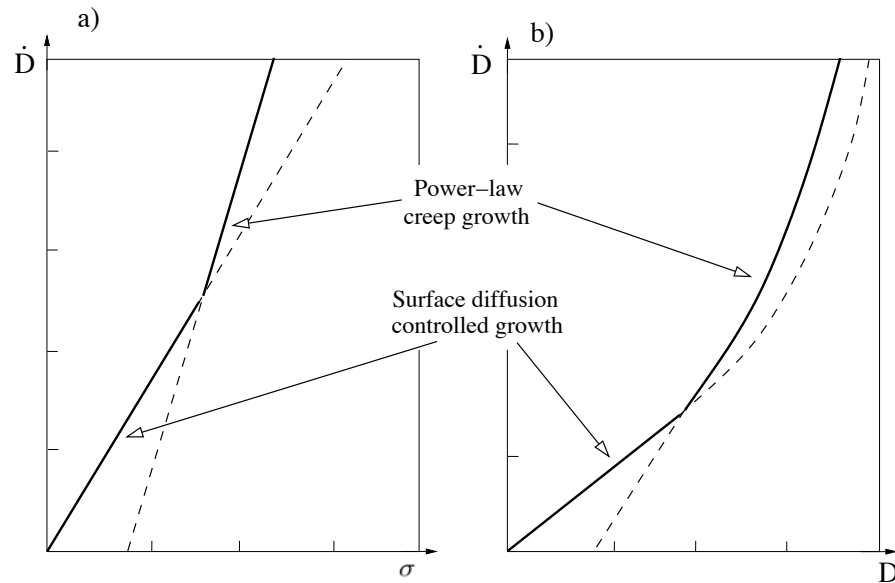 a)
Ḋ
b)
Ḋ
Power–law
creep growth
Surface diffusion
controlled growth
σ
D